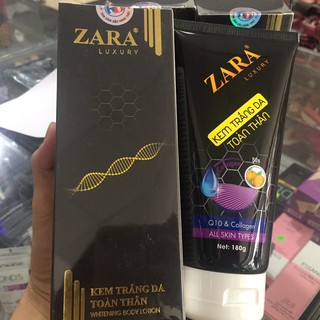 ZARA
LUXURY
KEM TRẮNG DA
TOÀN THÂN
WHITENING BODY LOTION
ZARA
LUXURY
KEM TRẮNG DA
TOÀN THÂN
Q10 & Collagen
ALL SKIN TYPES
Net: 180g